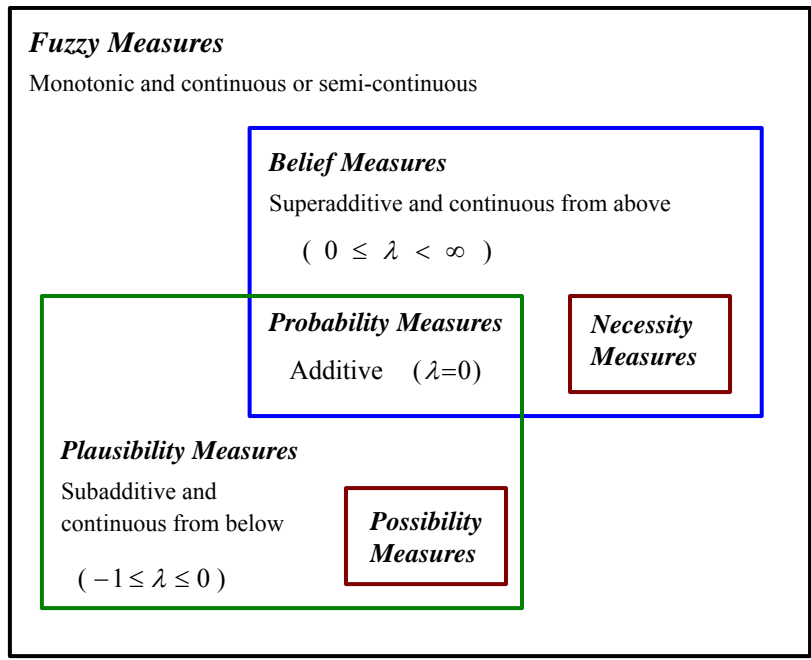 Fuzzy Measures
Monotonic and continuous or semi-continuous
Belief Measures
Superadditive and continuous from above
( 0 ≤ λ < ∞ )
Probability Measures
Additive (λ=0)
Necessity
Measures
Plausibility Measures
Subadditive and
continuous from below
( −1 ≤ λ ≤ 0 )
Possibility
Measures